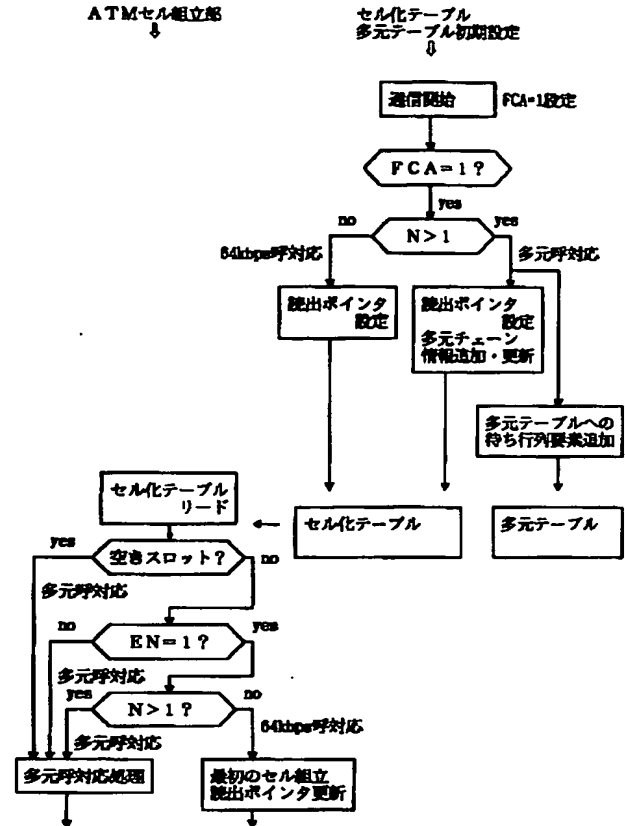 ATMセル組立部
⇩
セル化テーブル
多元テーブル初期設定
⇩
通信開始
FCA=1設定
FCA=1?
yes
no
N>1
yes
64kbps呼対応
多元呼対応
読出ポインタ
設定
読出ポインタ
設定
多元チェーン
情報追加・更新
多元テーブルへの
待ち行列要素追加
セル化テーブル
リード
セル化テーブル
多元テーブル
yes
空きスロット?
no
多元呼対応
no
EN=1?
yes
多元呼対応
yes
N>1?
no
多元呼対応
64kbps呼対応
多元呼対応処理
最初のセル組立
読出ポインタ更新